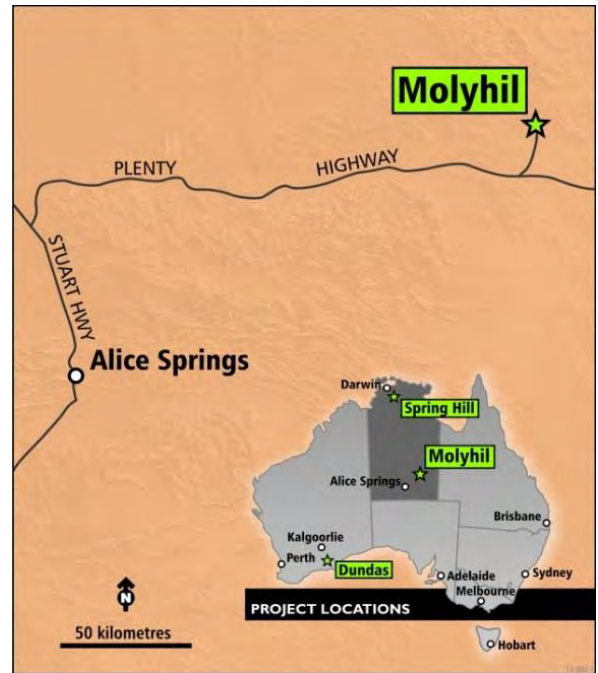 Molyhil
PLENTY
HIGHWAY
STUART HWY
Alice Springs
Darwin
Spring Hill
Molyhil
Alice Springs
Brisbane
Kalgoorlie
Perth
Dundas
Adelaide
Sydney
Melbourne
PROJECT LOCATIONS
Hobart
N
50 kilometres